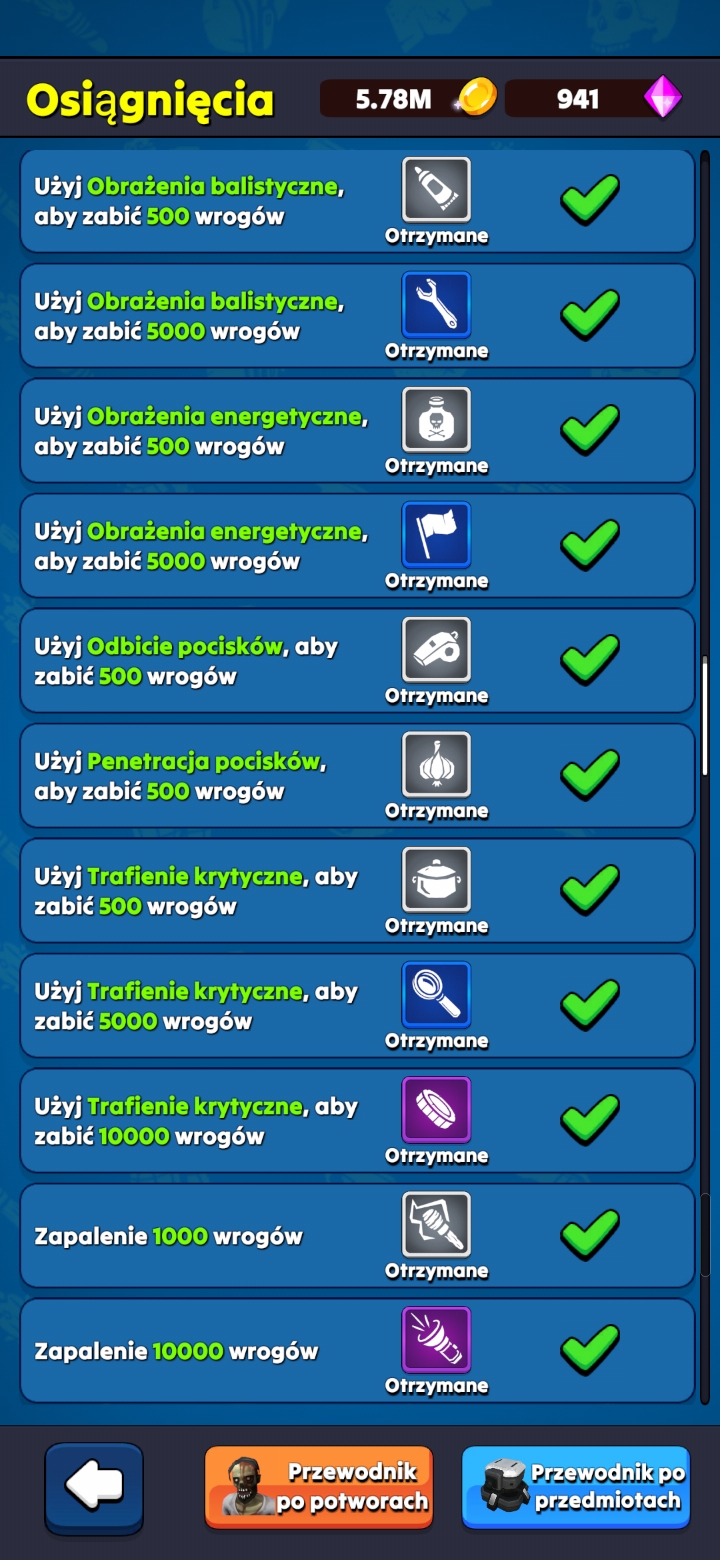 Osiągnięcia
5.78M
941
Użyj Obrażenia balistyczne,
aby zabić 500 wrogów
Otrzymane
Użyj Obrażenia balistyczne,
aby zabić 5000 wrogów
Otrzymane
Użyj Obrażenia energetyczne,
aby zabić 500 wrogów
Otrzymane
Użyj Obrażenia energetyczne,
aby zabić 5000 wrogów
Otrzymane
Użyj Odbicie pocisków, aby
zabić 500 wrogów
Otrzymane
Użyj Penetracja pocisków,
aby zabić 500 wrogów
Otrzymane
Użyj Trafienie krytyczne, aby
zabić 500 wrogów
Otrzymane
Użyj Trafienie krytyczne, aby
zabić 5000 wrogów
Otrzymane
Użyj Trafienie krytyczne, aby
zabić 10000 wrogów
Otrzymane
Zapalenie 1000 wrogów
Otrzymane
Zapalenie 10000 wrogów
Otrzymane
Przewodnik
po potworach
Przewodnik po
przedmiotach